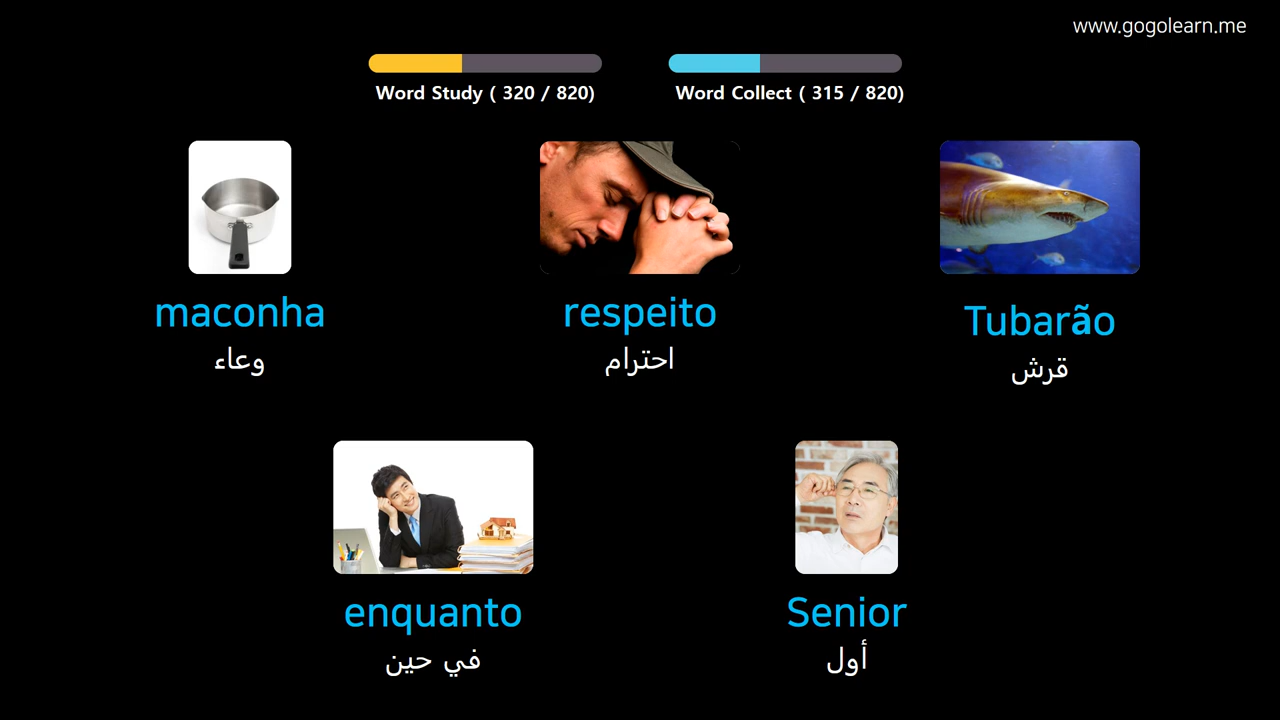 www.gogolearn.me
Word Study ( 320 / 820)
Word Collect ( 315 / 820)
maconha
وعاء
respeito
احترام
Tubarão
قرش
enquanto
في حين
Senior
أول